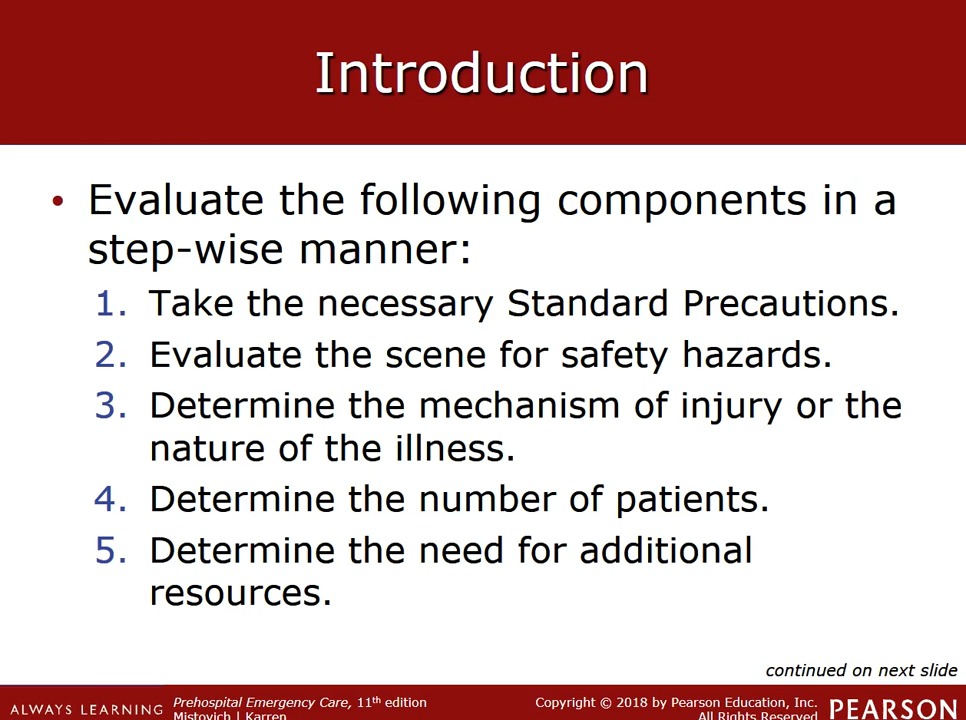 Introduction
• Evaluate the following components in a
step-wise manner:
1. Take the necessary Standard Precautions.
2. Evaluate the scene for safety hazards.
3. Determine the mechanism of injury or the
nature of the illness.
4. Determine the number of patients.
5. Determine the need for additional
resources.
continued on next slide
ALWAYS LEARNING
Prehospital Emergency Care, 11th edition
Mistovich | Karren
Copyright © 2018 by Pearson Education, Inc.
All Rights Reserved
PEARSON